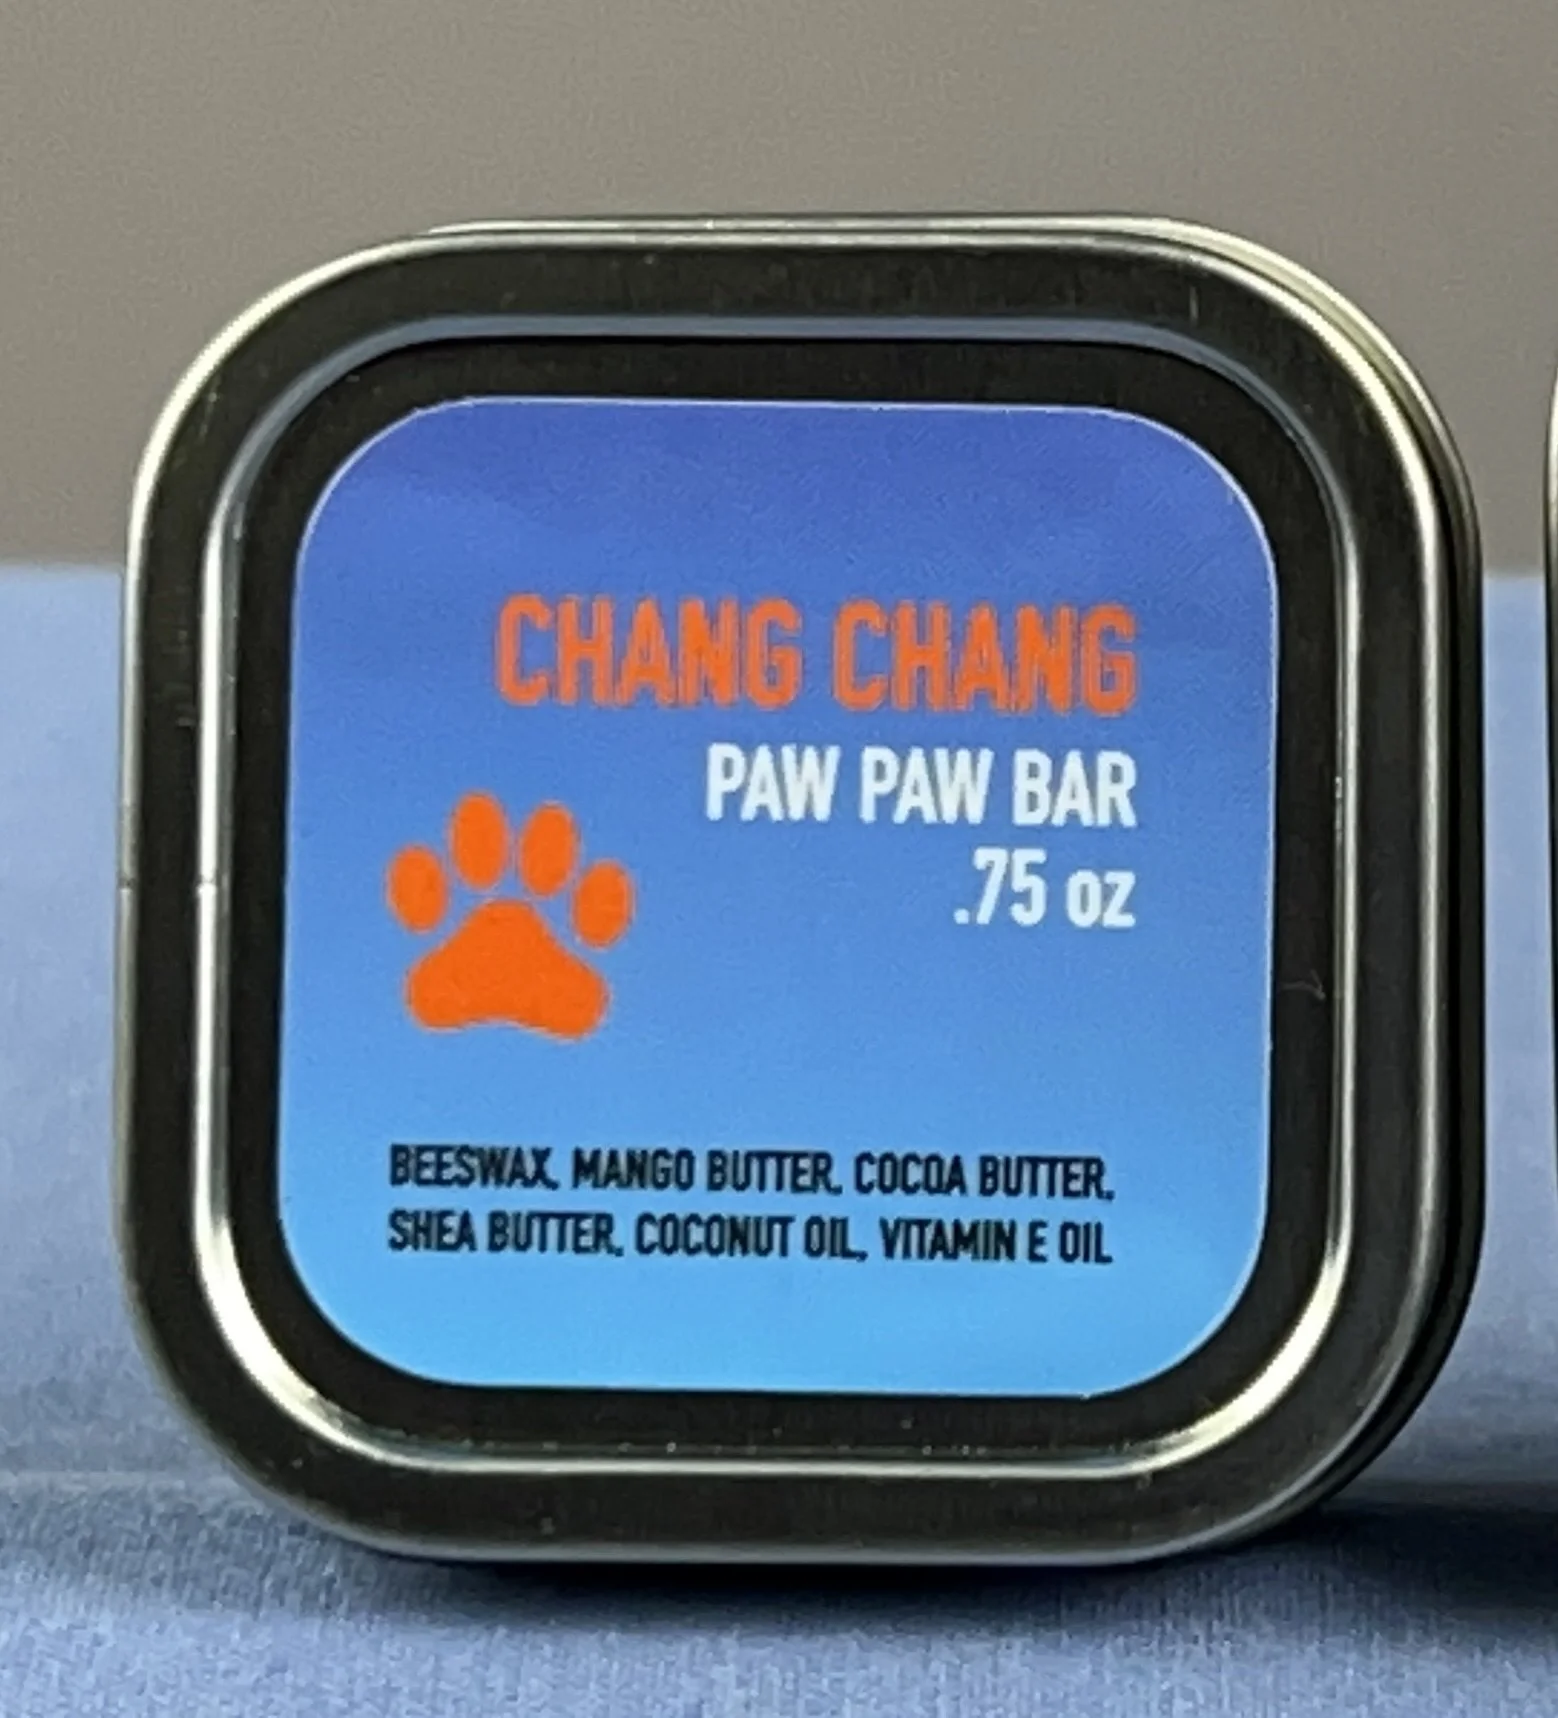 CHANG CHANG
PAW PAW BAR
.75 oz
BEESWAX, MANGO BUTTER, COCOA BUTTER,
SHEA BUTTER, COCONUT OIL, VITAMIN E OIL